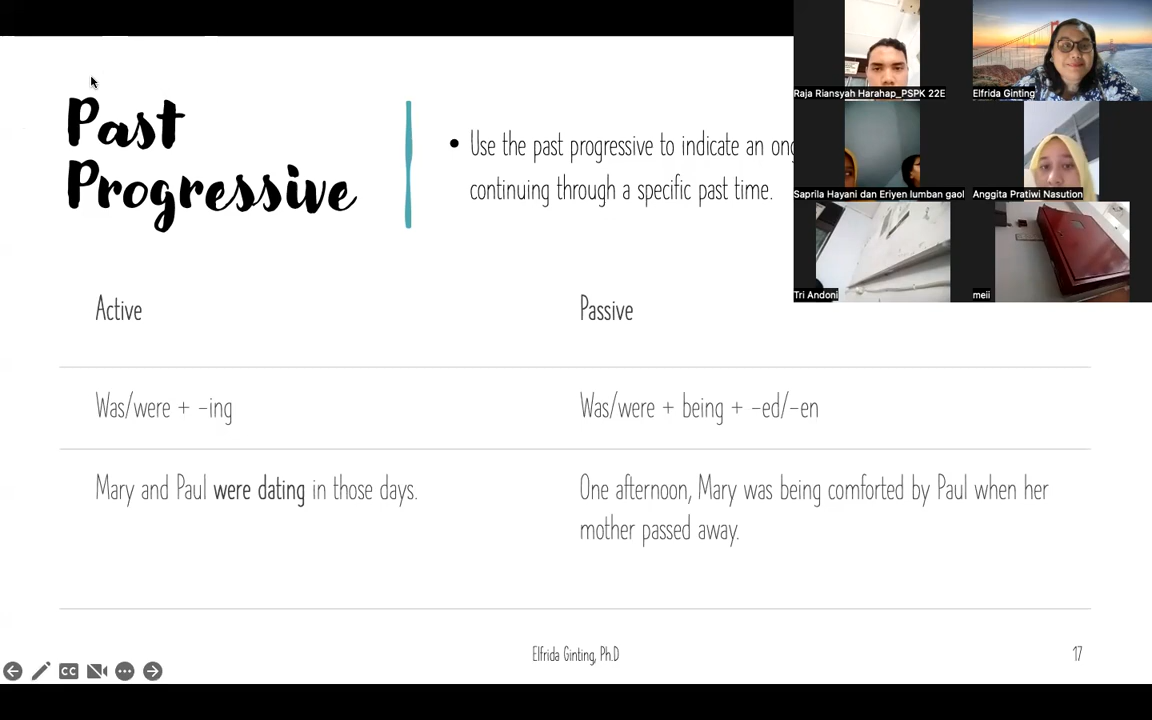 Past
Progressive
• Use the past progressive to indicate an
continuing through a specific past time.
Raja Riansyah Harahap_PSPK 22E
Elfrida Ginting
Saprila Hayani dan Eriyen lumban gaol
Anggita Pratiwi Nasution
Tri Andoni
meii
Active
Passive
Was/were + -ing
Was/were + being + -ed/-en
Mary and Paul were dating in those days.
One afternoon, Mary was being comforted by Paul when her
mother passed away.
Elfrida Ginting, Ph.D
17
CC